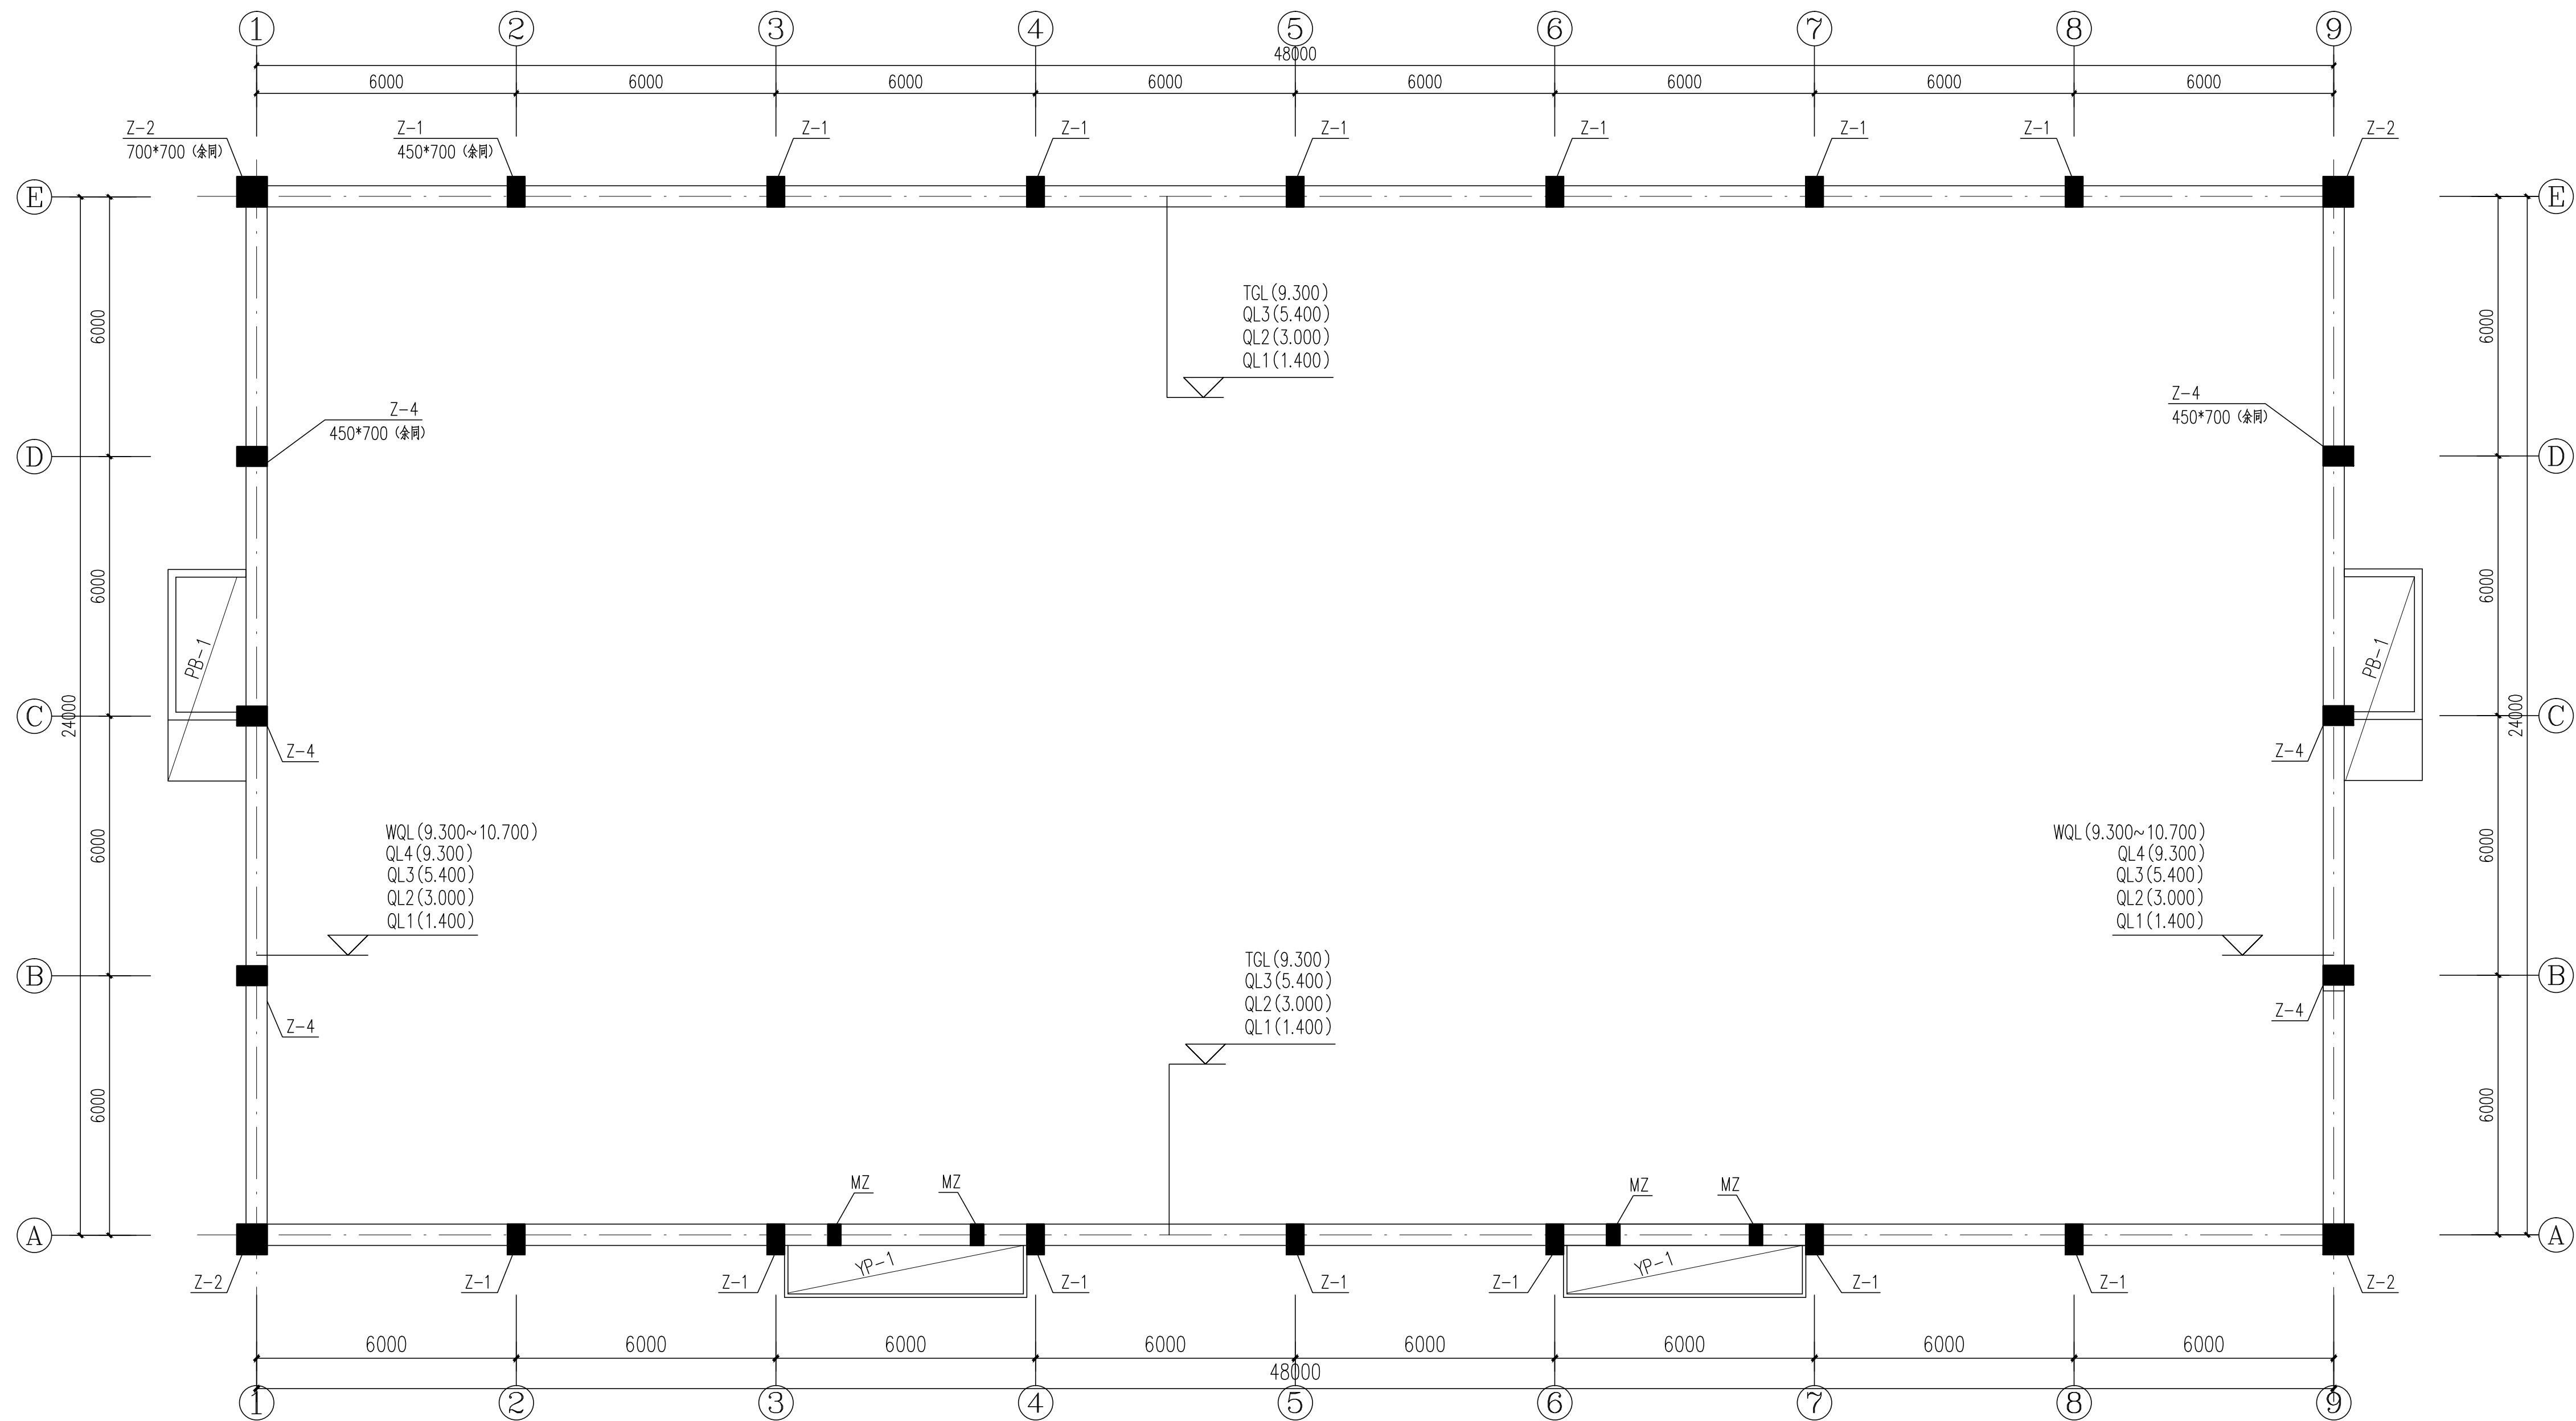 1 2 3 4 5 6 7 8 9
48000
6000 6000 6000 6000 6000 6000 6000 6000
Z-2 Z-1 Z-1 Z-1 Z-1 Z-1 Z-1 Z-1 Z-2
700*700 (余同) 450*700 (余同)
E E
6000 6000
TGL(9.300)
QL3(5.400)
QL2(3.000)
QL1(1.400)
Z-4
450*700 (余同)
Z-4
450*700 (余同)
D D
6000 6000
PB-1 PB-1
C C
24000 24000
Z-4 Z-4
WQL(9.300~10.700)
QL4(9.300)
QL3(5.400)
QL2(3.000)
QL1(1.400)
WQL(9.300~10.700)
QL4(9.300)
QL3(5.400)
QL2(3.000)
QL1(1.400)
6000 6000
B B
TGL(9.300)
QL3(5.400)
QL2(3.000)
QL1(1.400)
Z-4 Z-4
6000 6000
MZ MZ MZ MZ
A A
YP-1 YP-1
Z-2 Z-1 Z-1 Z-1 Z-1 Z-1 Z-1 Z-1 Z-2
6000 6000 6000 6000 6000 6000 6000 6000
48000
1 2 3 4 5 6 7 8 9